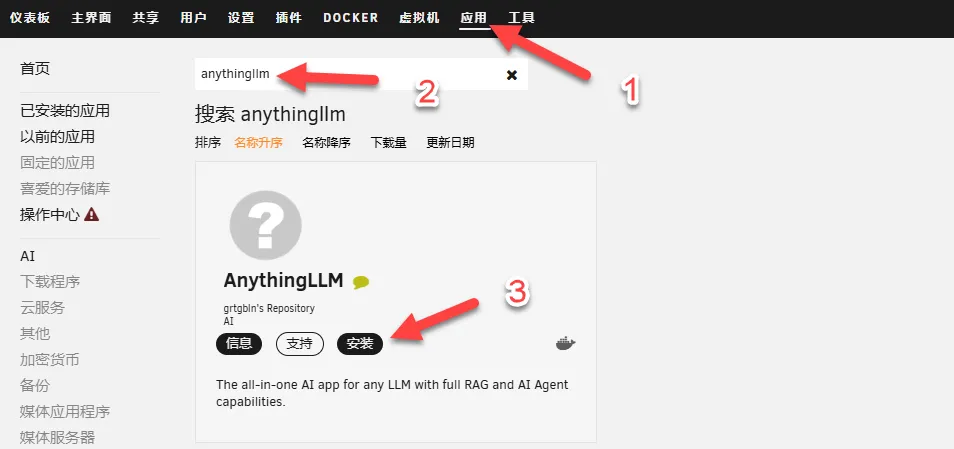 仪表板 主界面 共享 用户 设置 插件 DOCKER 虚拟机 应用 工具
1
首页
anythingllm
2
已安装的应用
以前的应用
固定的应用
喜爱的存储库
操作中心
AI
下载程序
云服务
其他
加密货币
备份
媒体应用程序
媒体服务器
搜索 anythingllm
排序 名称升序 名称降序 下载量 更新日期
?
AnythingLLM
grtgbln's Repository
AI
3
信息 支持 安装
The all-in-one AI app for any LLM with full RAG and AI Agent
capabilities.